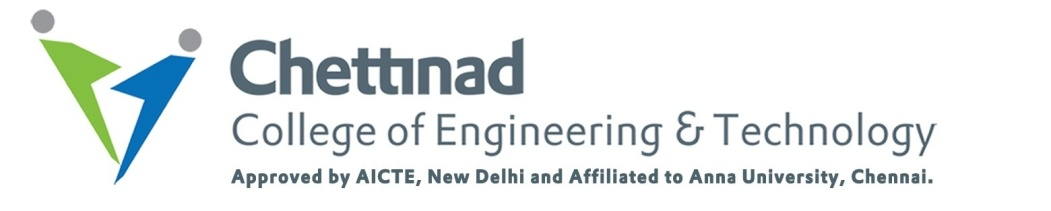 Chettinad
College of Engineering & Technology
Approved by AICTE, New Delhi and Affiliated to Anna University, Chennai.